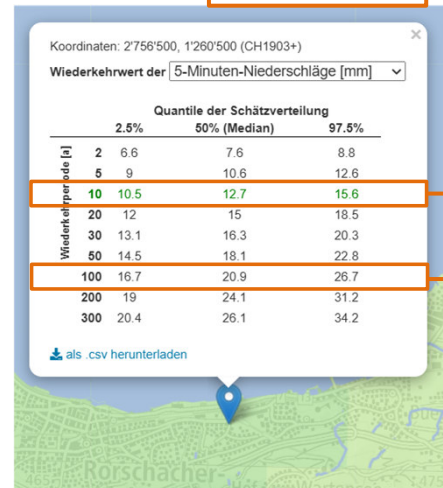 ×
Koordinaten: 2'756'500, 1'260'500 (CH1903+)
Wiederkehrwert der 5-Minuten-Niederschläge [mm]
Quantile der Schätzverteilung
2.5% 50% (Median) 97.5%
Wiederkehrperiode [a]
2 6.6 7.6 8.8
5 9 10.6 12.6
10 10.5 12.7 15.6
20 12 15 18.5
30 13.1 16.3 20.3
50 14.5 18.1 22.8
100 16.7 20.9 26.7
200 19 24.1 31.2
300 20.4 26.1 34.2
als .csv herunterladen
Rorschacher